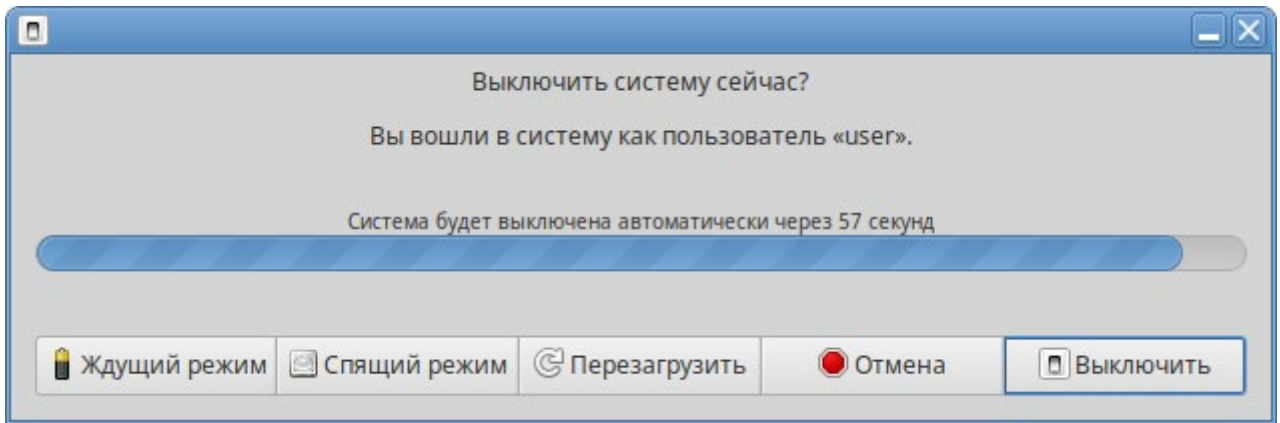 Выключить систему сейчас?
Вы вошли в систему как пользователь «user».
Система будет выключена автоматически через 57 секунд
Ждущий режим Спящий режим Перезагрузить Отмена Выключить